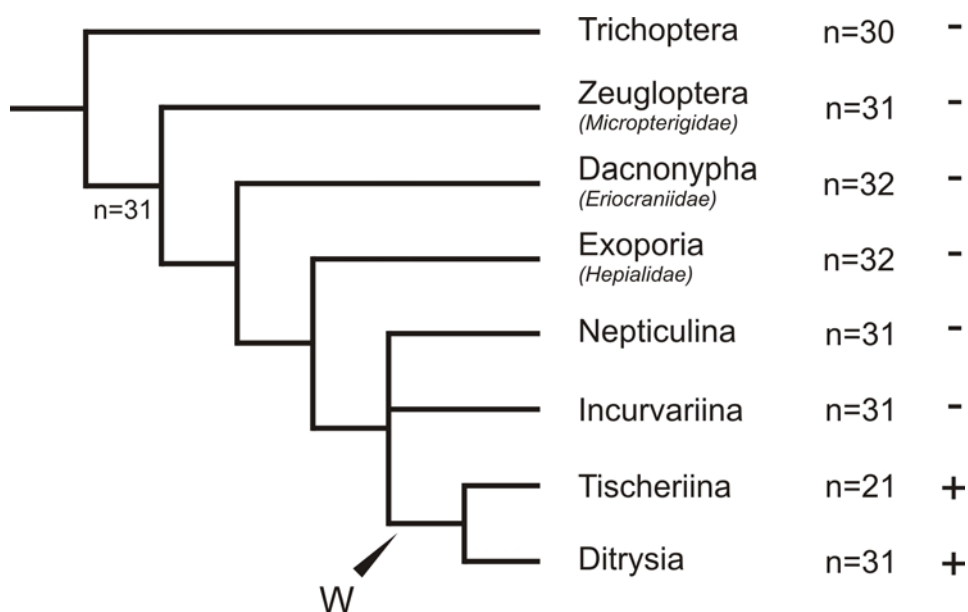 Trichoptera n=30 -
Zeugloptera n=31 -
(Micropterigidae)
Dacnonypha n=32 -
(Eriocraniidae)
n=31
Exoporia n=32 -
(Hepialidae)
Nepticulina n=31 -
Incurvariina n=31 -
Tischeriina n=21 +
Ditrysia n=31 +
W